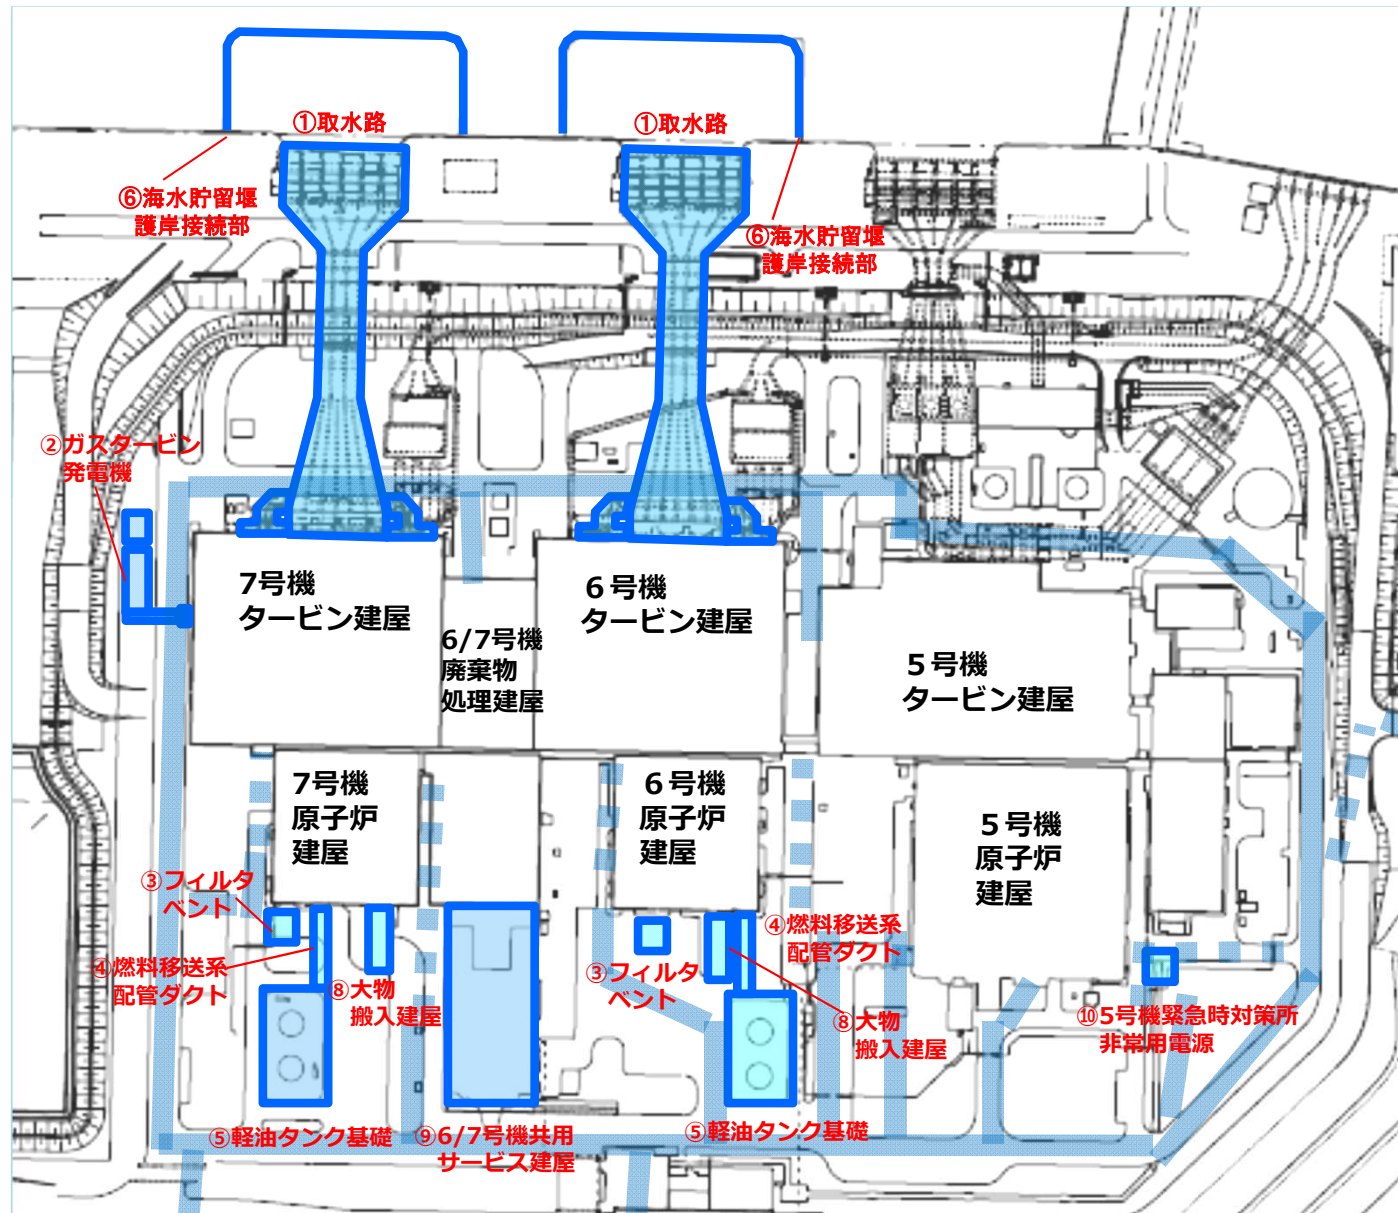 ①取水路
①取水路
⑥海水貯留堰
護岸接続部
⑥海水貯留堰
護岸接続部
②ガスタービン
発電機
7号機
タービン建屋
6/7号機
廃棄物
処理建屋
6号機
タービン建屋
5号機
タービン建屋
7号機
原子炉
建屋
6号機
原子炉
建屋
5号機
原子炉
建屋
③フィルタ
ベント
④燃料移送系
配管ダクト
⑧大物
搬入建屋
③フィルタ
ベント
④燃料移送系
配管ダクト
⑧大物
搬入建屋
⑩5号機緊急時対策所
非常用電源
⑤軽油タンク基礎
⑨6/7号機共用
サービス建屋
⑤軽油タンク基礎